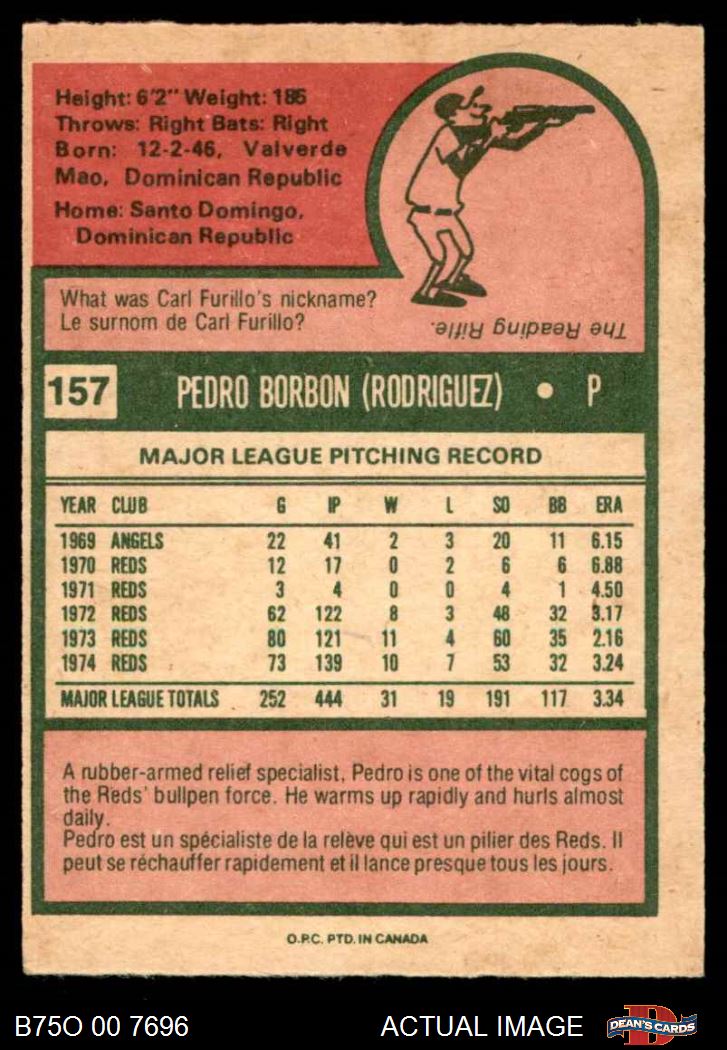 Height: 6'2" Weight: 185
Throws: Right Bats: Right
Born: 12-2-46, Valverde
Mao, Dominican Republic
Home: Santo Domingo,
Dominican Republic
What was Carl Furillo's nickname?
Le surnom de Carl Furillo?
The Reading Rifle.
157 PEDRO BORBON (RODRIGUEZ) • P
MAJOR LEAGUE PITCHING RECORD
YEAR CLUB G IP W L SO BB ERA
1969 ANGELS 22 41 2 3 20 11 6.15
1970 REDS 12 17 0 2 6 6 6.88
1971 REDS 3 4 0 0 4 1 4.50
1972 REDS 62 122 8 3 48 32 3.17
1973 REDS 80 121 11 4 60 35 2.16
1974 REDS 73 139 10 7 53 32 3.24
MAJOR LEAGUE TOTALS 252 444 31 19 191 117 3.34
A rubber-armed relief specialist, Pedro is one of the vital cogs of
the Reds' bullpen force. He warms up rapidly and hurls almost
daily.
Pedro est un spécialiste de la relève qui est un pilier des Reds. Il
peut se réchauffer rapidement et il lance presque tous les jours.
O.P.C. PTD. IN CANADA
B75O 00 7696 ACTUAL IMAGE DEAN'S CARDS